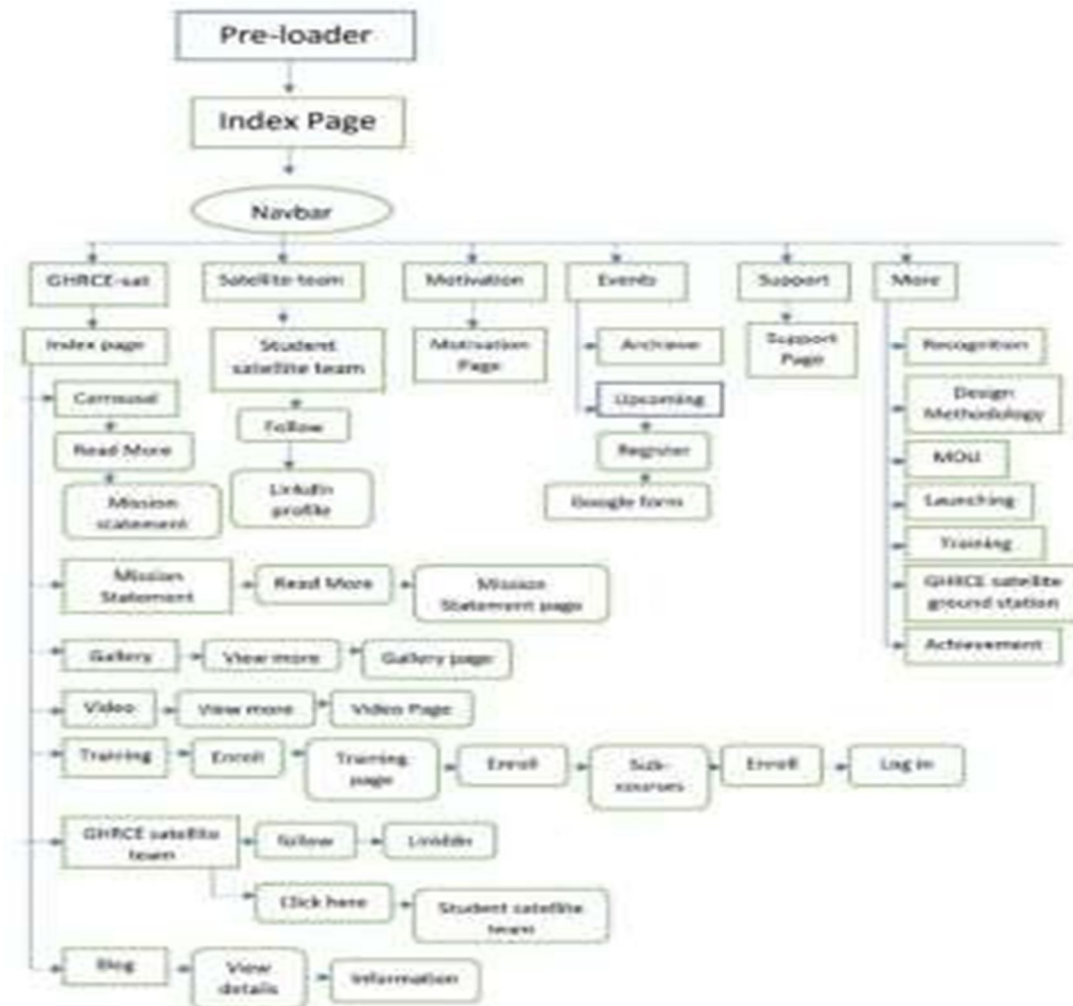 Pre-loader
Index Page
Navbar
GHRCE-sat
Satellite team
Motivation
Events
Support
More
Index page
Student
satellite team
Motivation
Page
Archieve
Support
Page
Recognition
Carrousal
Upcoming
Design
Methodology
Follow
Read More
Register
MOU
Mission
statement
LinkdIn
profile
Google form
Launching
Training
Mission
Statement
Read More
Mission
Statement page
GHRCE satellite
ground station
Gallery
View more
Gallery page
Achievement
Video
View more
Video Page
Training
Enroll
Training
page
Enroll
Sub-
courses
Enroll
Log in
GHRCE satellite
team
follow
LinkdIn
Click here
Student satellite
team
Blog
View
details
Information